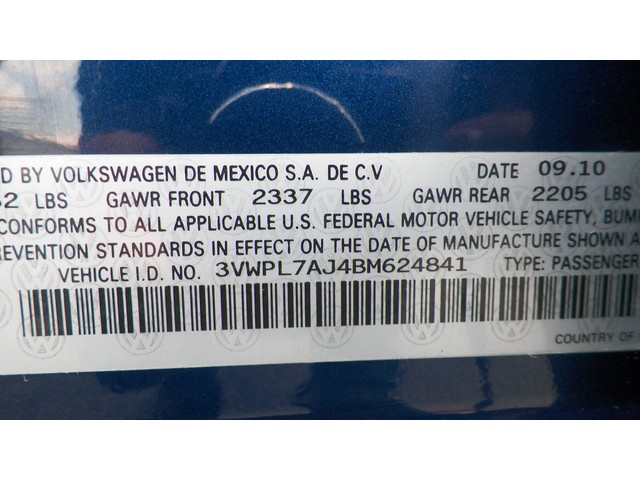 D BY VOLKSWAGEN DE MEXICO S.A. DE C.V DATE 09.10
2 LBS GAWR FRONT 2337 LBS GAWR REAR 2205 LBS
CONFORMS TO ALL APPLICABLE U.S. FEDERAL MOTOR VEHICLE SAFETY, BUM
REVENTION STANDARDS IN EFFECT ON THE DATE OF MANUFACTURE SHOWN A
VEHICLE I.D. NO. 3VWPL7AJ4BM624841 TYPE: PASSENGER
COUNTRY OF